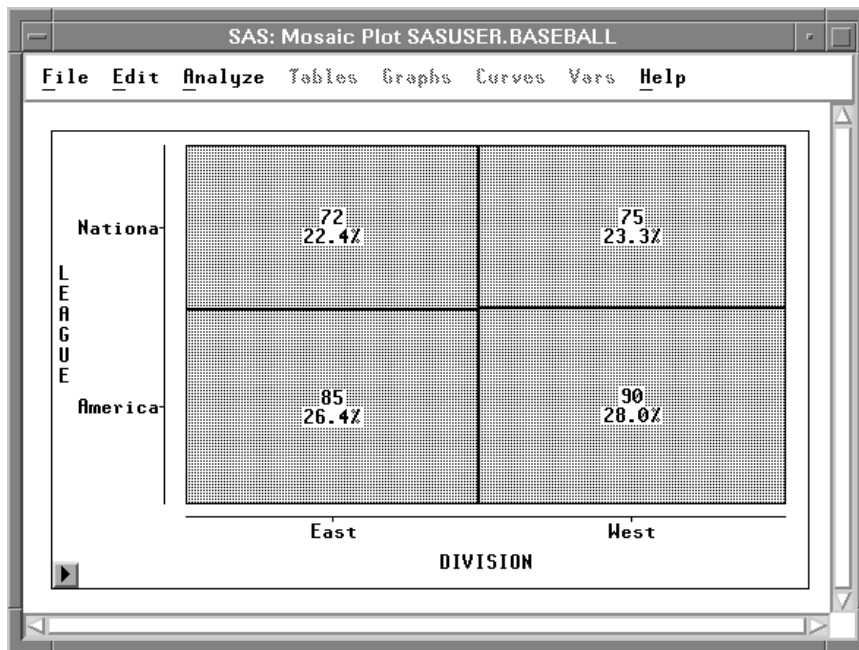 SAS: Mosaic Plot SASUSER.BASEBALL
File Edit Analyze Tables Graphs Curves Vars Help
72
22.4%
75
23.3%
Nationa
LEAGUE
85
26.4%
90
28.0%
America
East
West
DIVISION